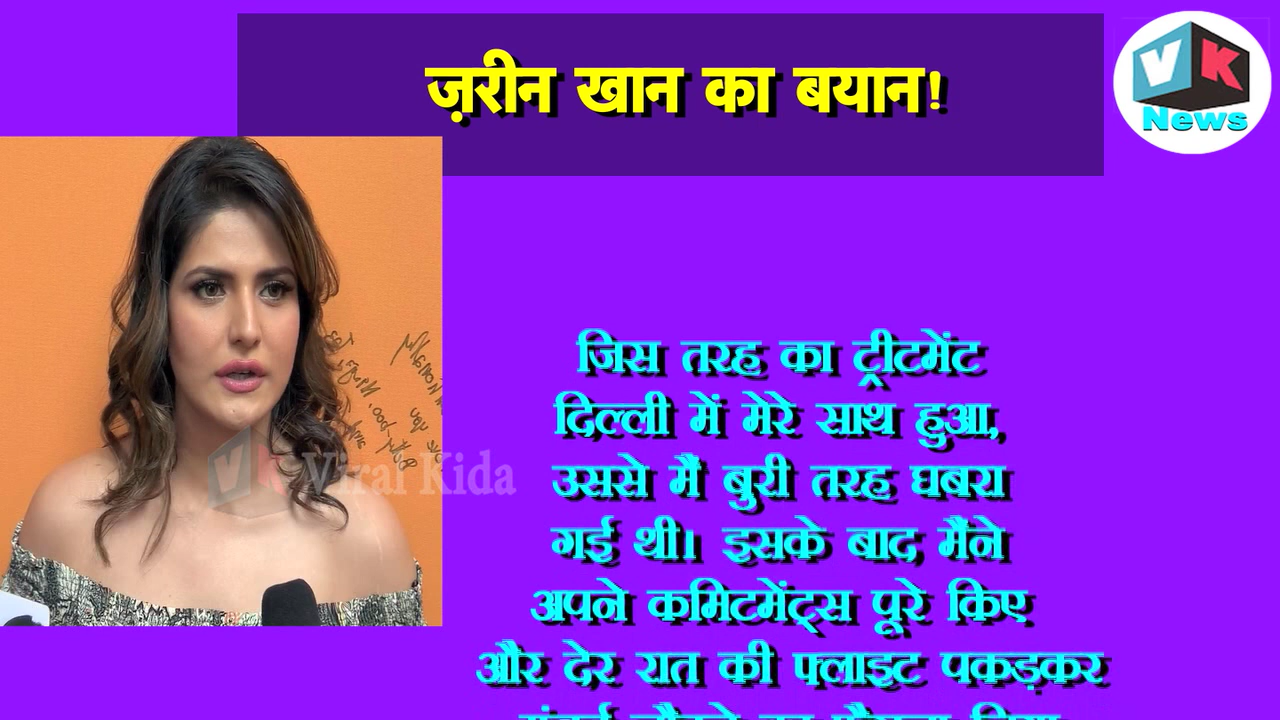 ज़रीन खान का बयान!
VK
News
जिस तरह का ट्रीटमेंट
दिल्ली में मेरे साथ हुआ,
उससे मैं बुरी तरह घबरा
गई थी। इसके बाद मैंने
VK Viral Kida
अपने कमिटमेंट्स पूरे किए
और देर रात की फ्लाइट पकड़कर